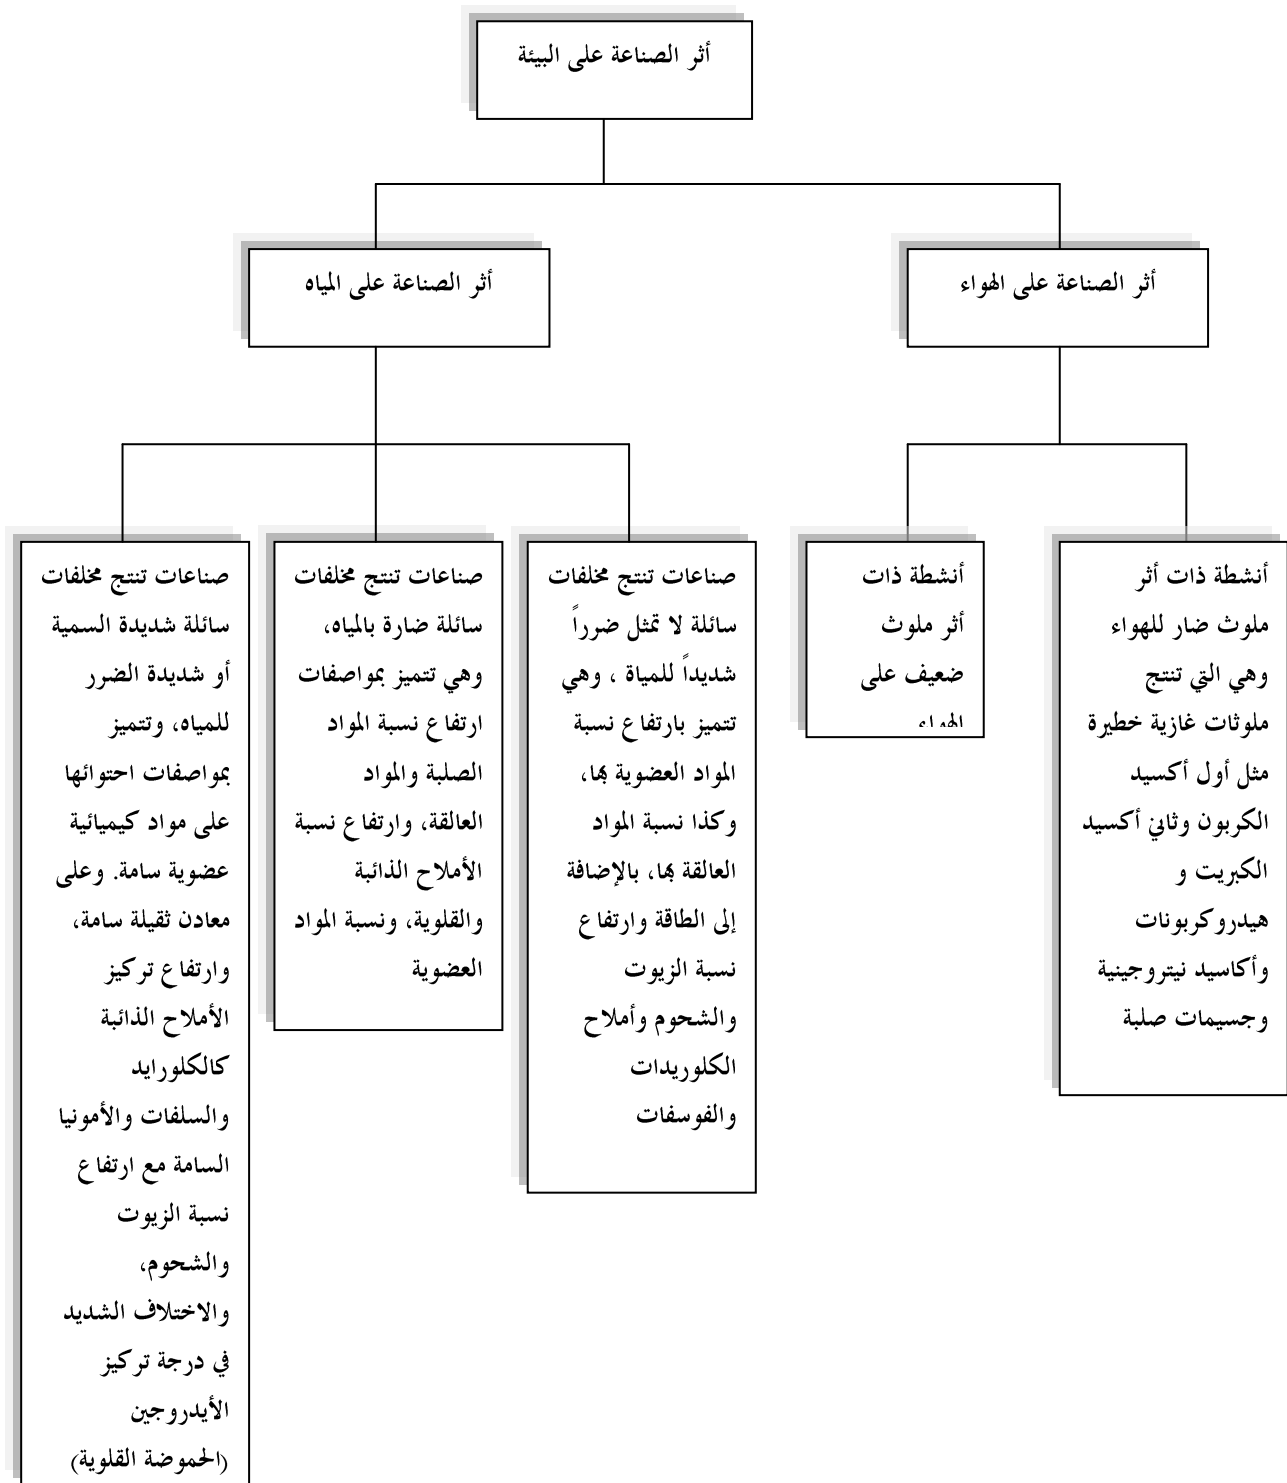 أثر الصناعة على البيئة
أثر الصناعة على الهواء
أثر الصناعة على المياه
أنشطة ذات أثر
ملوث ضار للهواء
وهي التي تنتج
ملوثات غازية خطيرة
مثل أول أكسيد
الكربون وثاني أكسيد
الكبريت و
هيدروكربونات
وأكاسيد نيتروجينية
وجسيمات صلبة
أنشطة ذات
أثر ملوث
ضعيف على
الهواء
صناعات تنتج مخلفات
سائلة لا تمثل ضرراً
شديداً للمياة ، وهي
تتميز بارتفاع نسبة
المواد العضوية بها،
وكذا نسبة المواد
العالقة بها، بالإضافة
إلى الطاقة وارتفاع
نسبة الزيوت
والشحوم وأملاح
الكلوريدات
والفوسفات
صناعات تنتج مخلفات
سائلة ضارة بالمياه،
وهي تتميز بمواصفات
ارتفاع نسبة المواد
الصلبة والمواد
العالقة، وارتفاع نسبة
الأملاح الذائبة
والقلوية، ونسبة المواد
العضوية
صناعات تنتج مخلفات
سائلة شديدة السمية
أو شديدة الضرر
للمياه، وتتميز
بمواصفات احتوائها
على مواد كيميائية
عضوية سامة. وعلى
معادن ثقيلة سامة،
وارتفاع تركيز
الأملاح الذائبة
كالكلورايد
والسلفات والأمونيا
السامة مع ارتفاع
نسبة الزيوت
والشحوم،
والاختلاف الشديد
في درجة تركيز
الأيدروجين
(الحموضة القلوية)